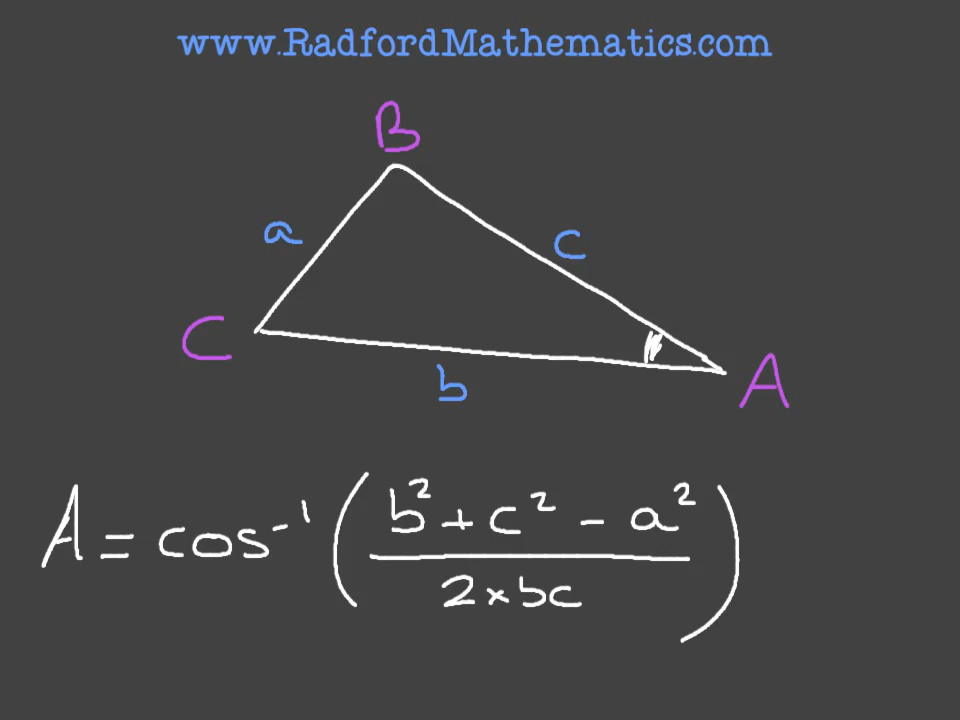 www.RadfordMathematics.com
B
a
c
C
b
A
A = cos⁻¹ ( b² + c² - a² / 2 × bc )